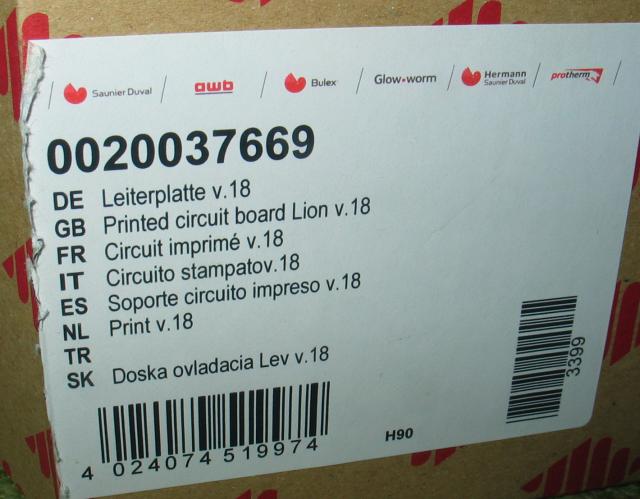 Saunier Duval awb Bulex Glow-worm Hermann Saunier Duval protherm
0020037669
DE Leiterplatte v.18
GB Printed circuit board Lion v.18
FR Circuit imprimé v.18
IT Circuito stampatov.18
ES Soporte circuito impreso v.18
NL Print v.18
TR
SK Doska ovladacia Lev v.18
4 024074 519974
H90
3399